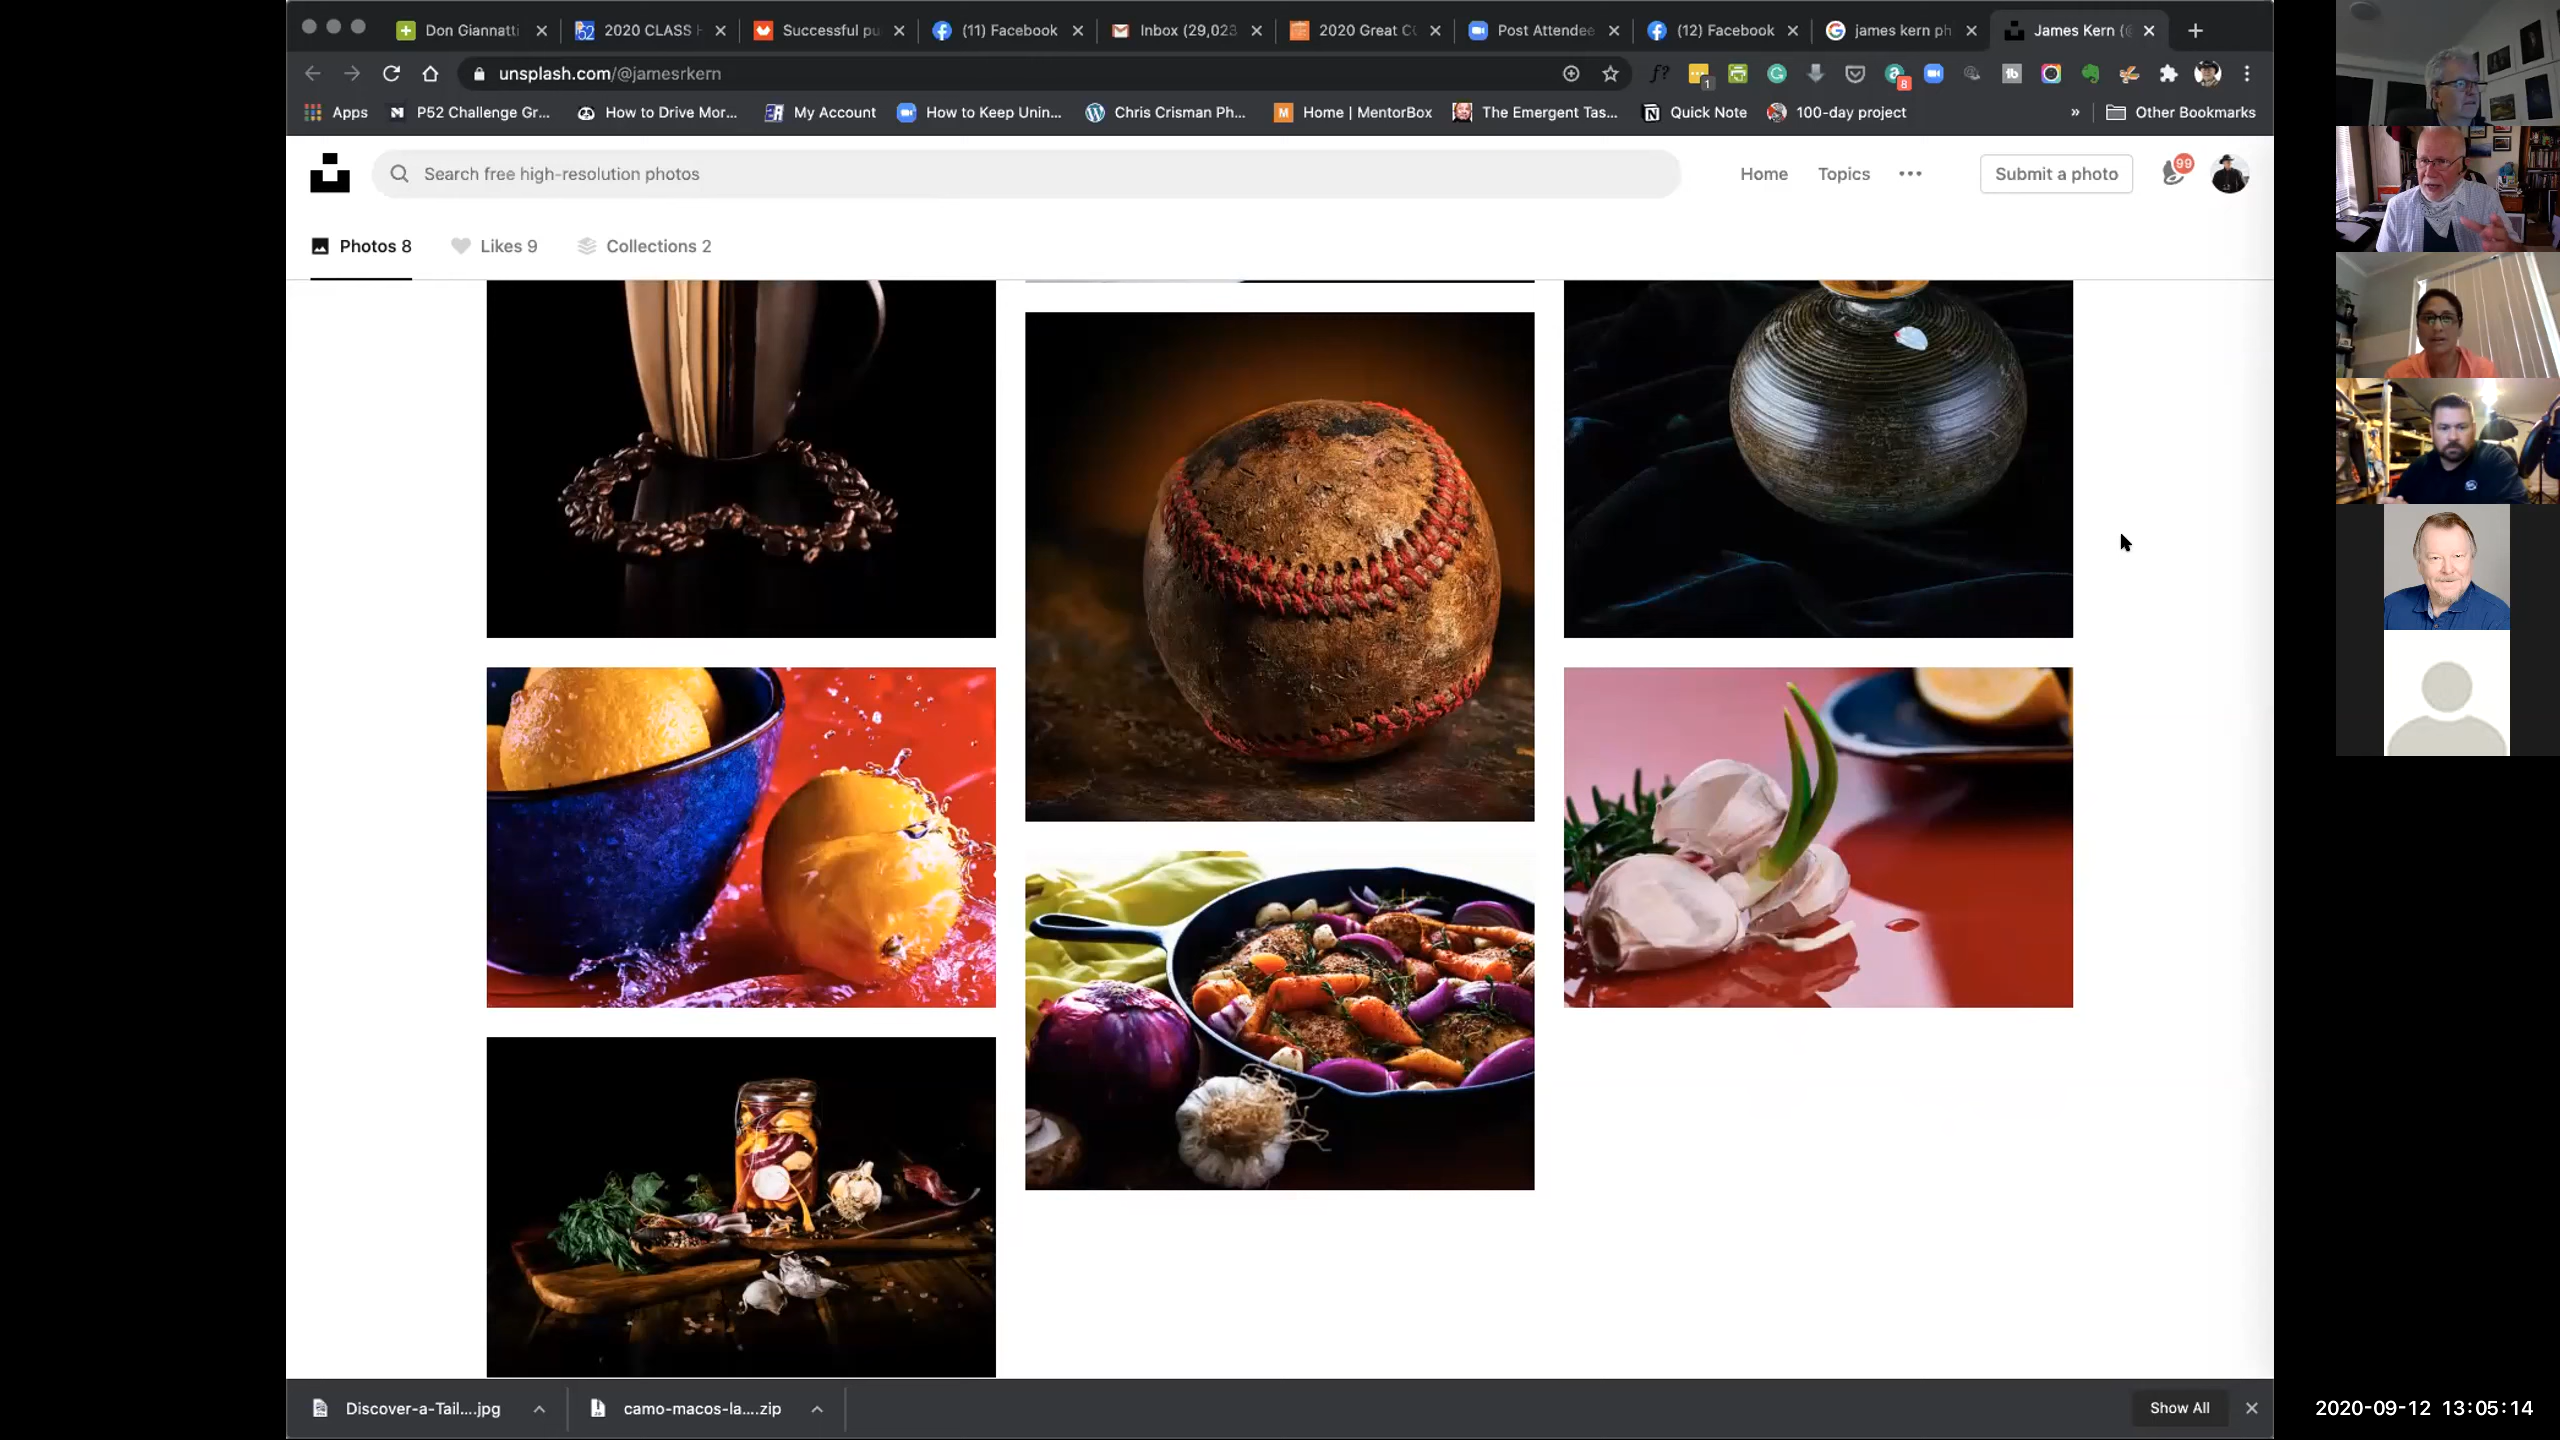 Don Giannatti
2020 CLASS
Successful pu
(11) Facebook
Inbox (29,023
2020 Great C
Post Attendee
(12) Facebook
james kern ph
James Kern (
unsplash.com/@jamesrkern
f?
1
8
Apps
P52 Challenge Gr...
How to Drive Mor...
My Account
How to Keep Unin...
Chris Crisman Ph...
Home | MentorBox
The Emergent Tas...
Quick Note
100-day project
»
Other Bookmarks
Search free high-resolution photos
Home
Topics
Submit a photo
99
Photos 8
Likes 9
Collections 2
Discover-a-Tail....jpg
camo-macos-la....zip
Show All
2020-09-12 13:05:14